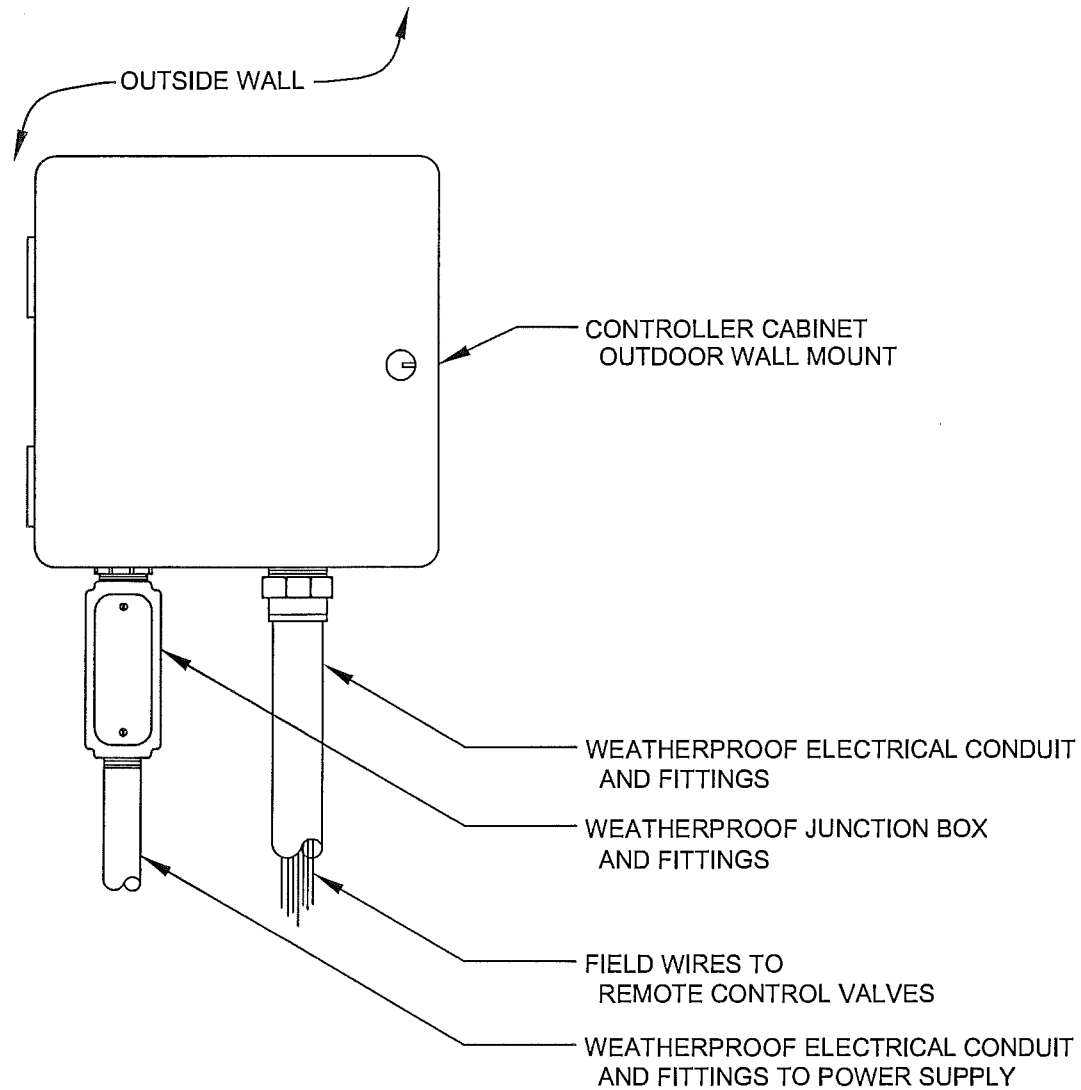 OUTSIDE WALL
CONTROLLER CABINET
OUTDOOR WALL MOUNT
WEATHERPROOF ELECTRICAL CONDUIT
AND FITTINGS
WEATHERPROOF JUNCTION BOX
AND FITTINGS
FIELD WIRES TO
REMOTE CONTROL VALVES
WEATHERPROOF ELECTRICAL CONDUIT
AND FITTINGS TO POWER SUPPLY